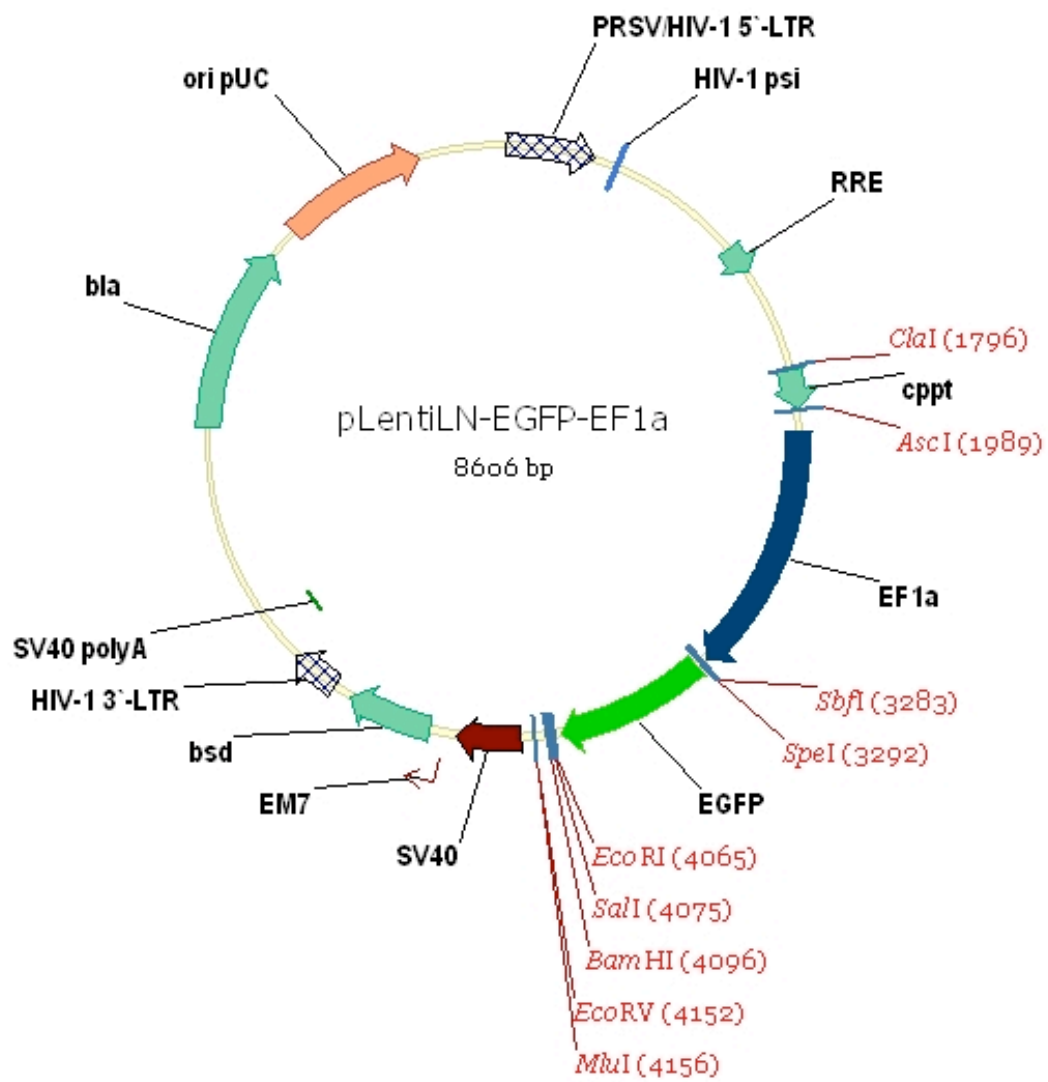 PRSV/HIV-1 5`-LTR
ori pUC
HIV-1 psi
RRE
bla
ClaI (1796)
cppt
pLentiLN-EGFP-EF1a
AscI (1989)
8606 bp
EF1a
SV40 polyA
HIV-1 3`-LTR
SbfI (3283)
bsd
SpeI (3292)
EM7
EGFP
SV40
EcoRI (4065)
SalI (4075)
BamHI (4096)
EcoRV (4152)
MluI (4156)